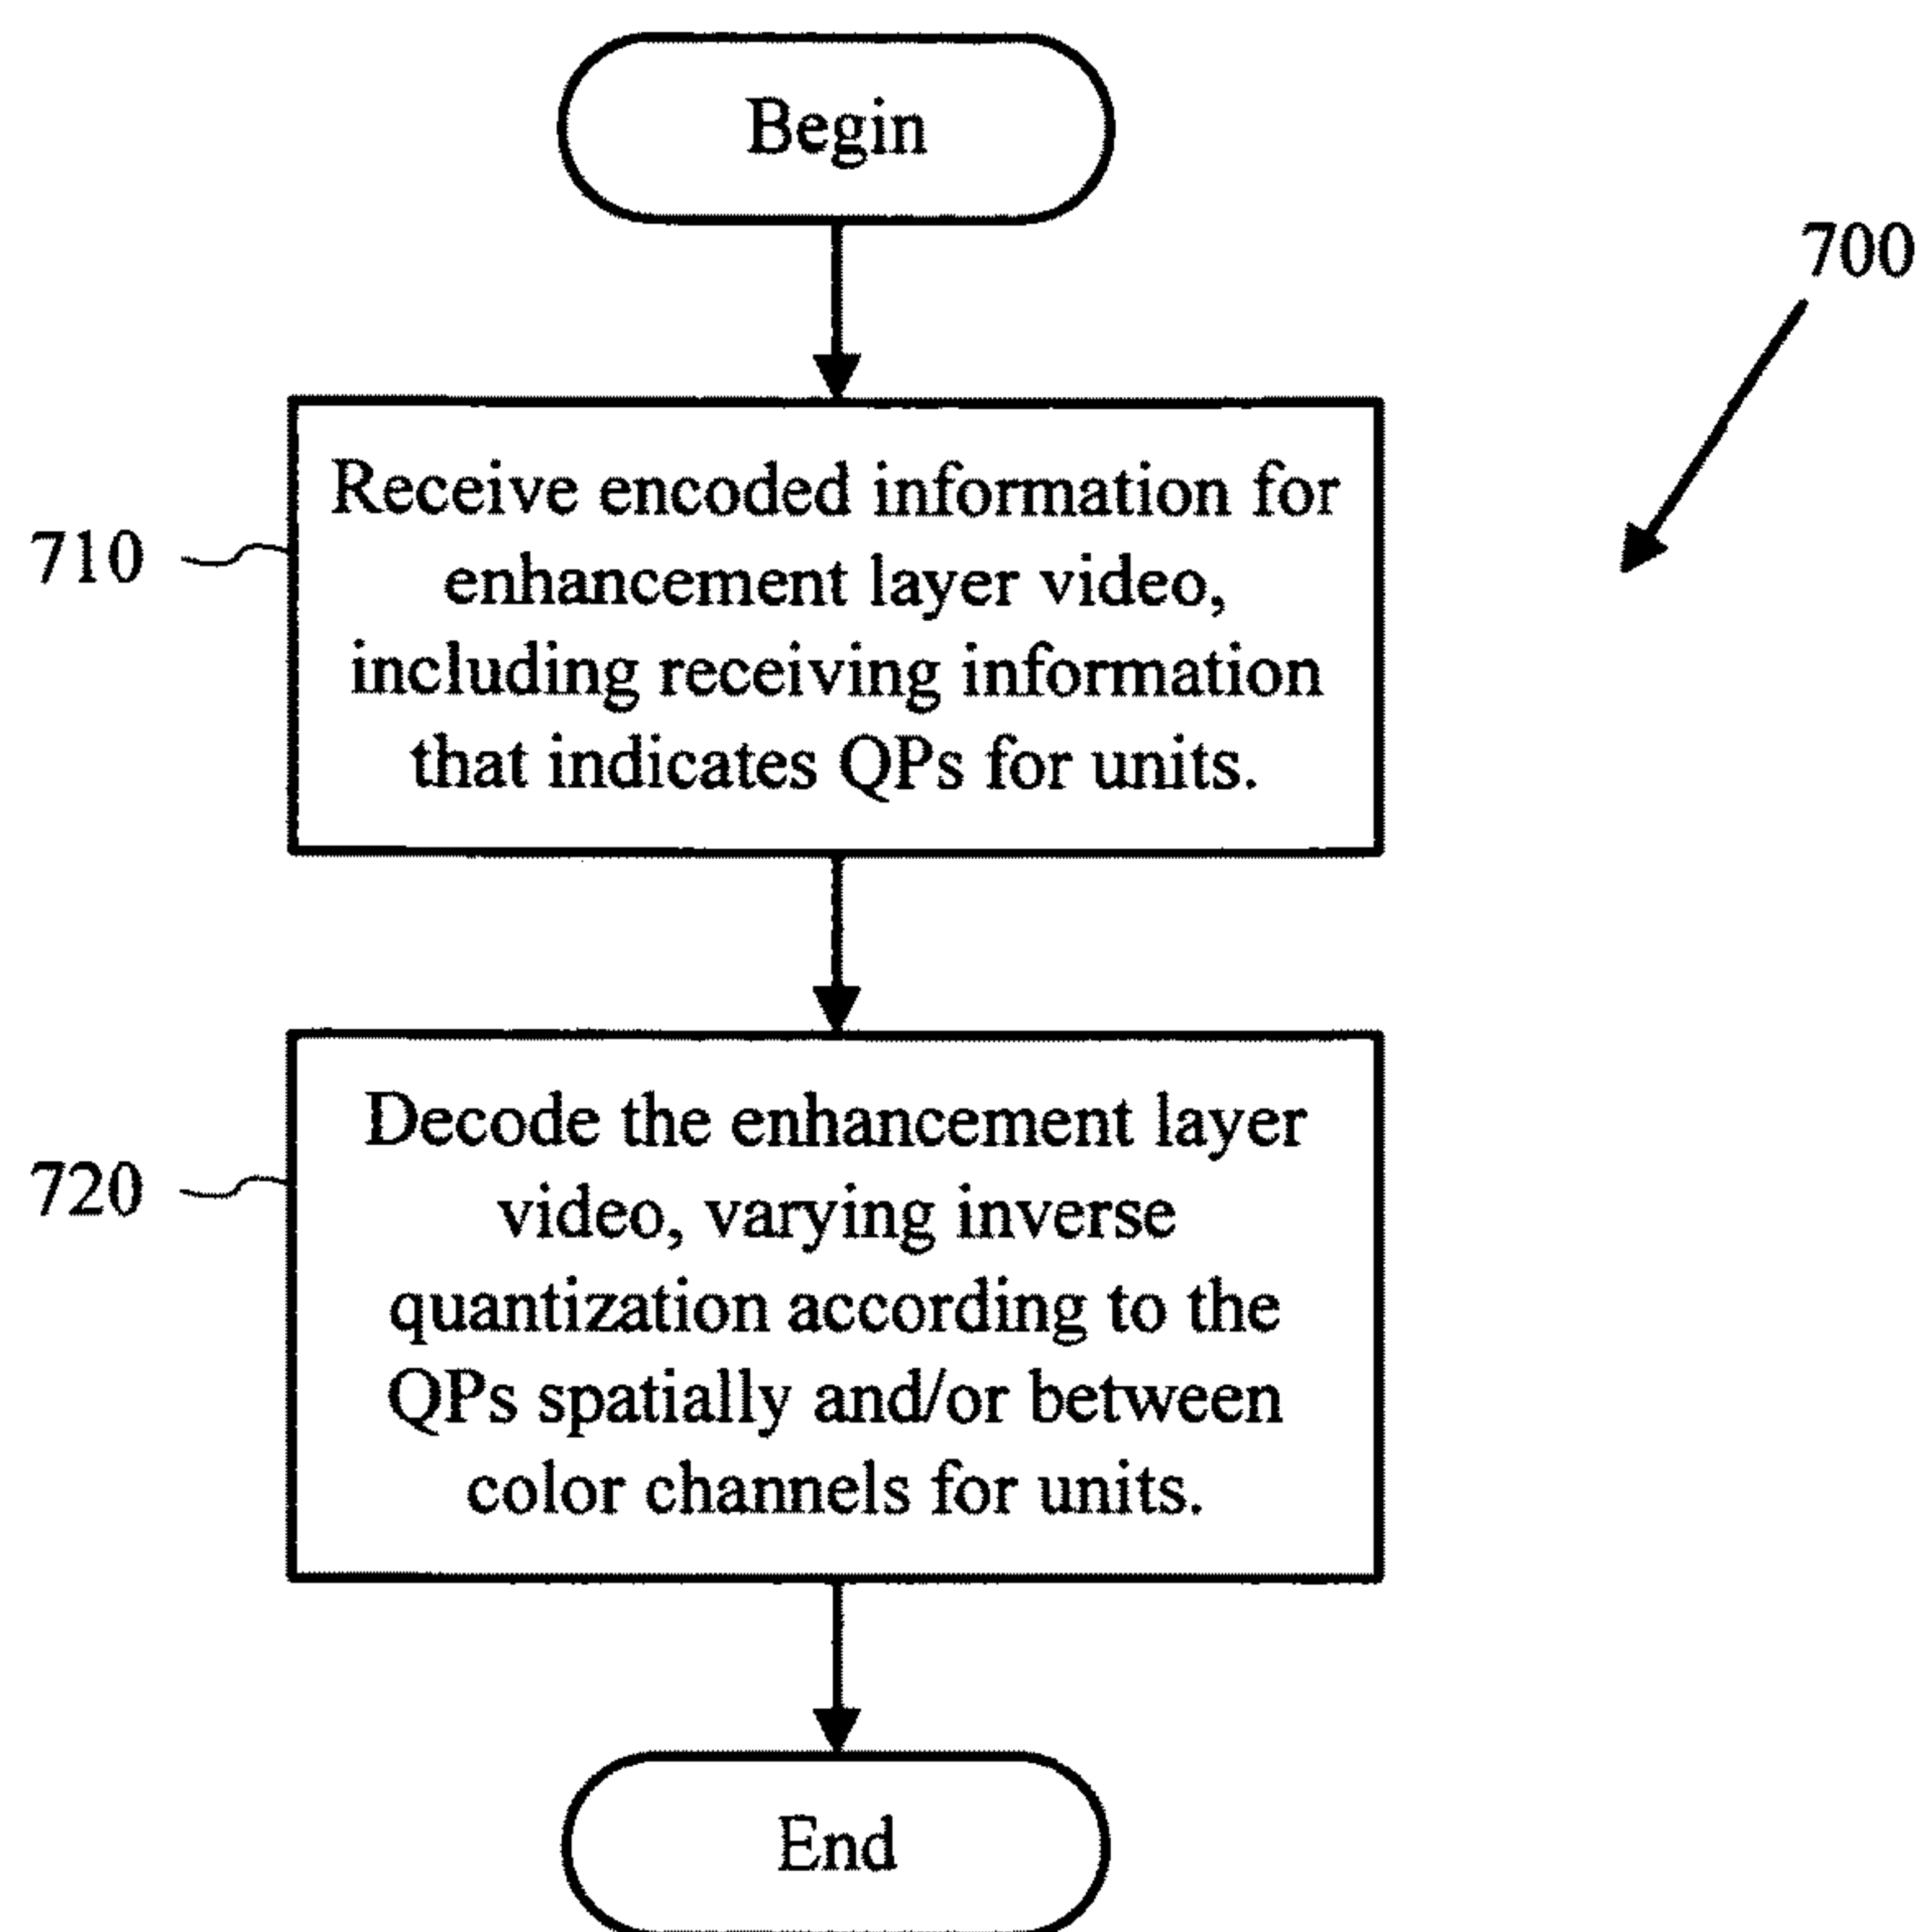 Begin
700
710
Receive encoded information for
enhancement layer video,
including receiving information
that indicates QPs for units.
720
Decode the enhancement layer
video, varying inverse
quantization according to the
QPs spatially and/or between
color channels for units.
End